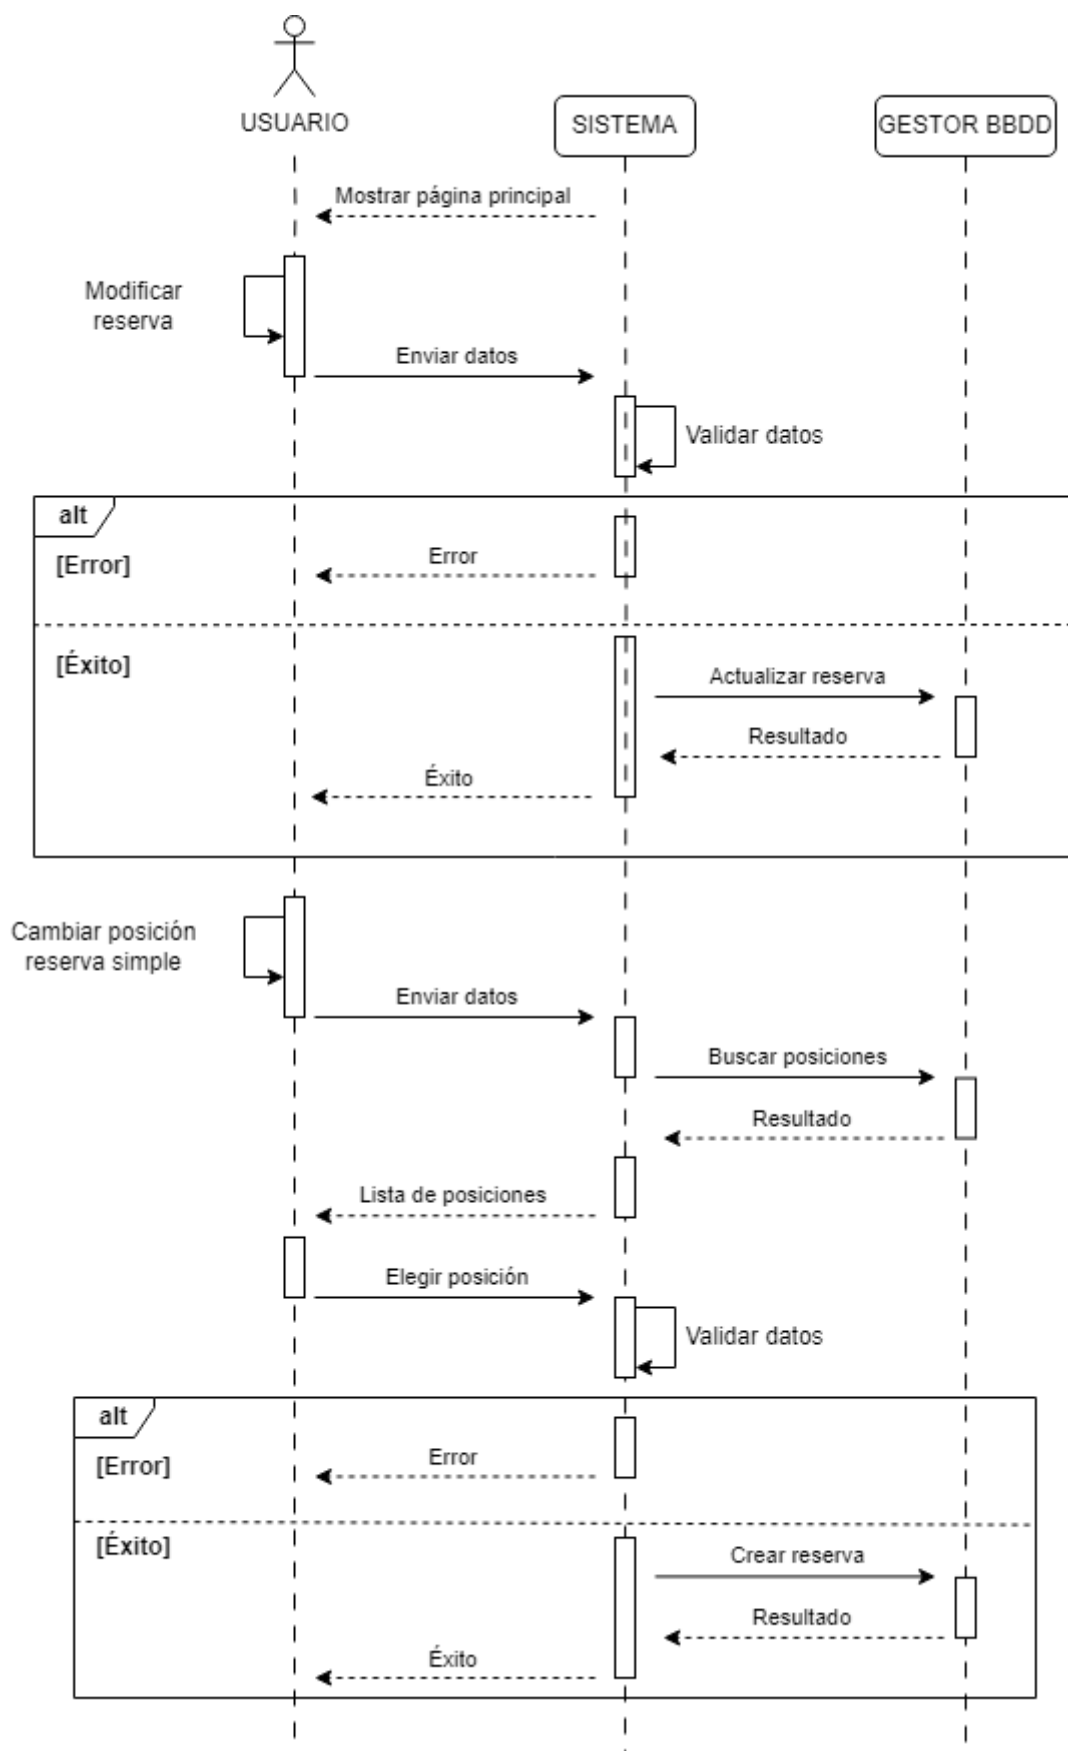 USUARIO
SISTEMA
GESTOR BBDD
Mostrar página principal
Modificar
reserva
Enviar datos
Validar datos
alt
[Error]
Error
[Éxito]
Actualizar reserva
Resultado
Éxito
Cambiar posición
reserva simple
Enviar datos
Buscar posiciones
Resultado
Lista de posiciones
Elegir posición
Validar datos
alt
[Error]
Error
[Éxito]
Crear reserva
Resultado
Éxito